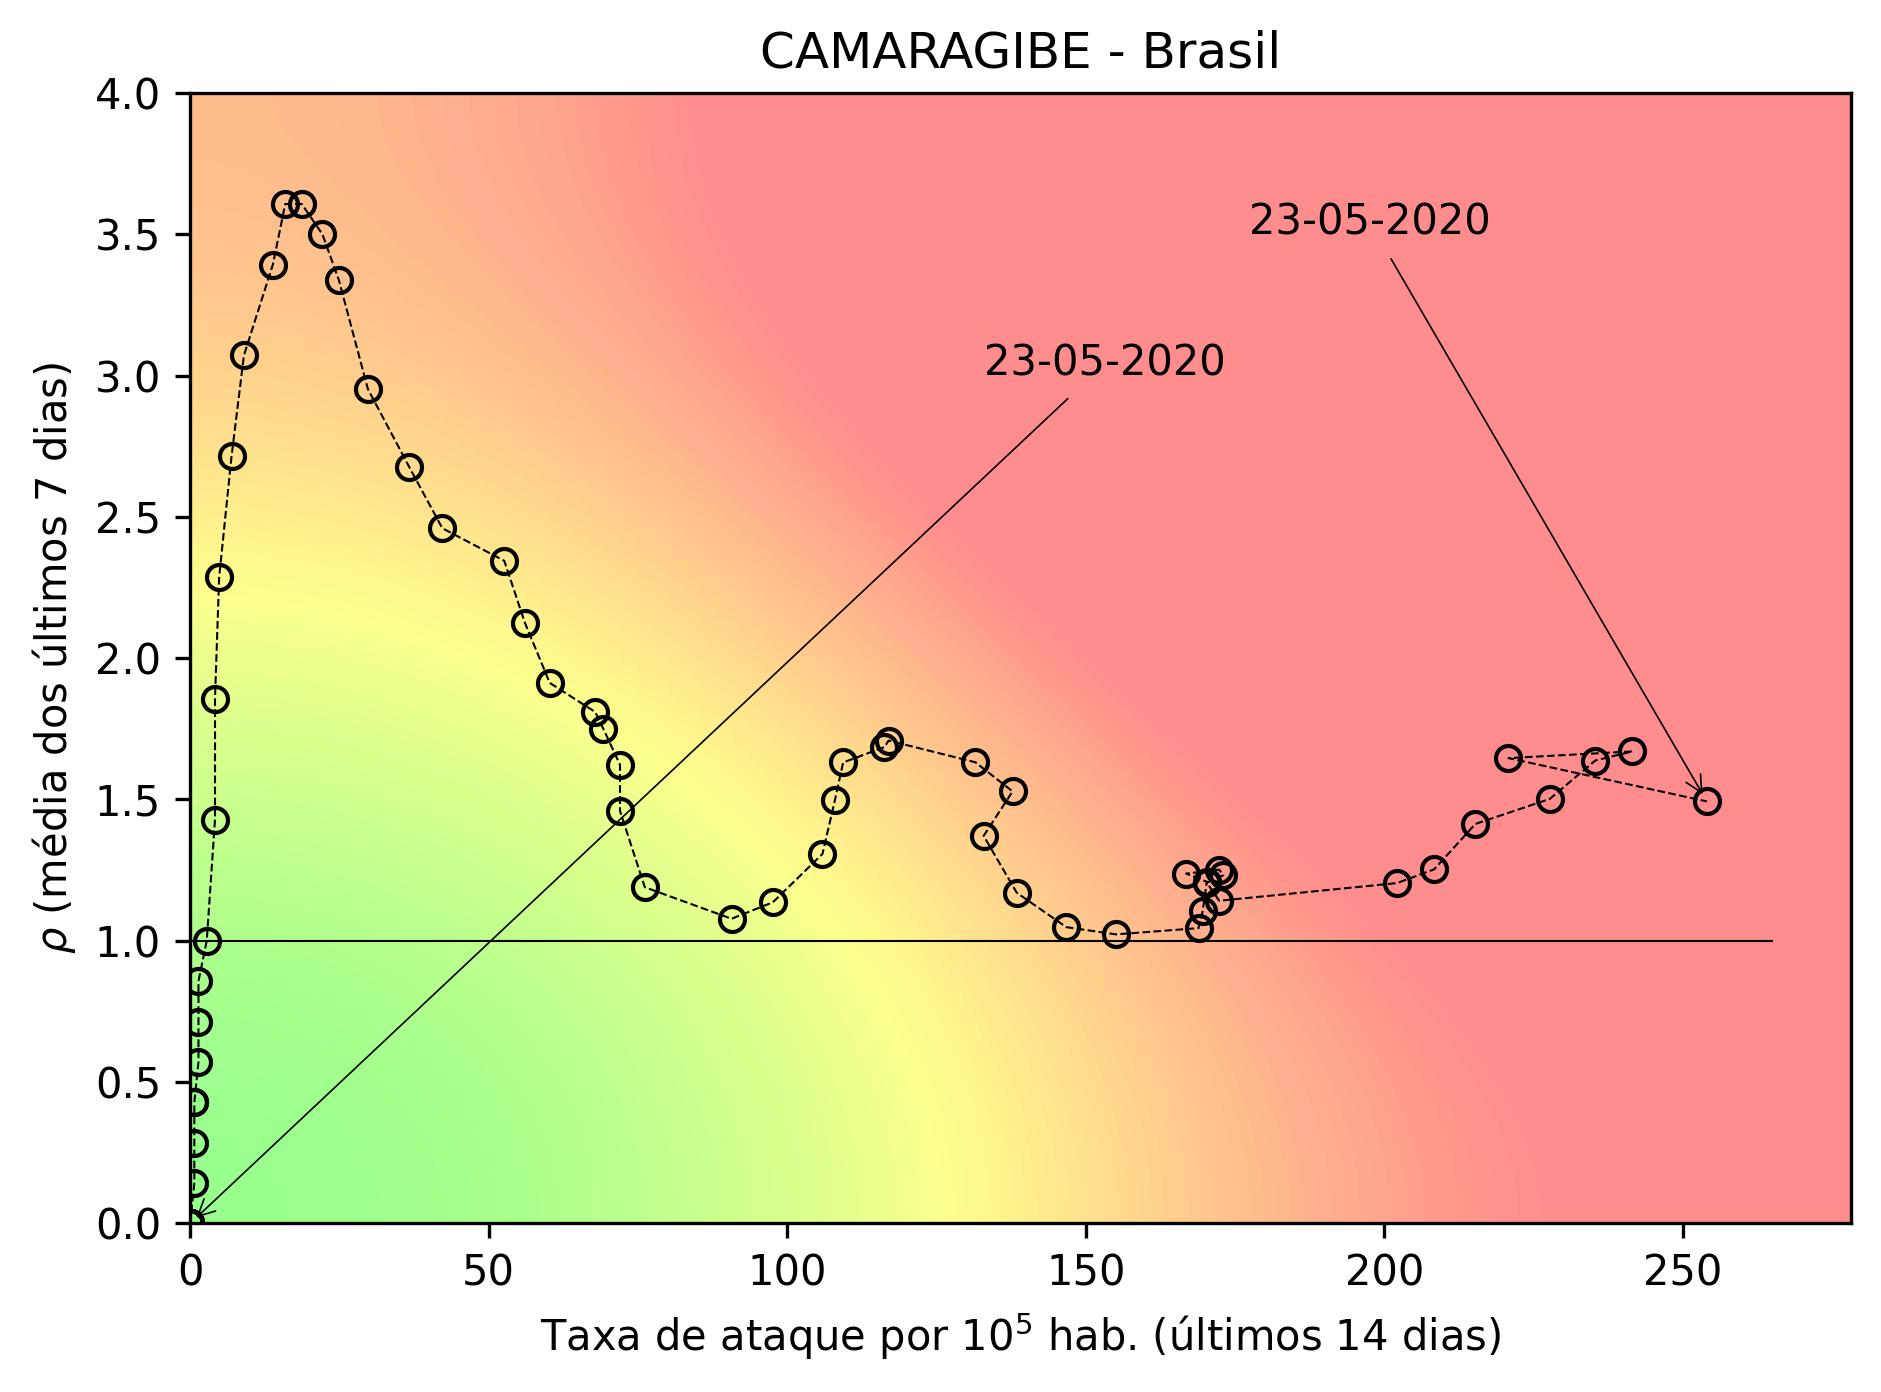 CAMARAGIBE - Brasil
4.0
3.5
3.0
2.5
2.0
1.5
1.0
0.5
0.0
ρ (média dos últimos 7 dias)
23-05-2020
23-05-2020
0 50 100 150 200 250
Taxa de ataque por 10⁵ hab. (últimos 14 dias)